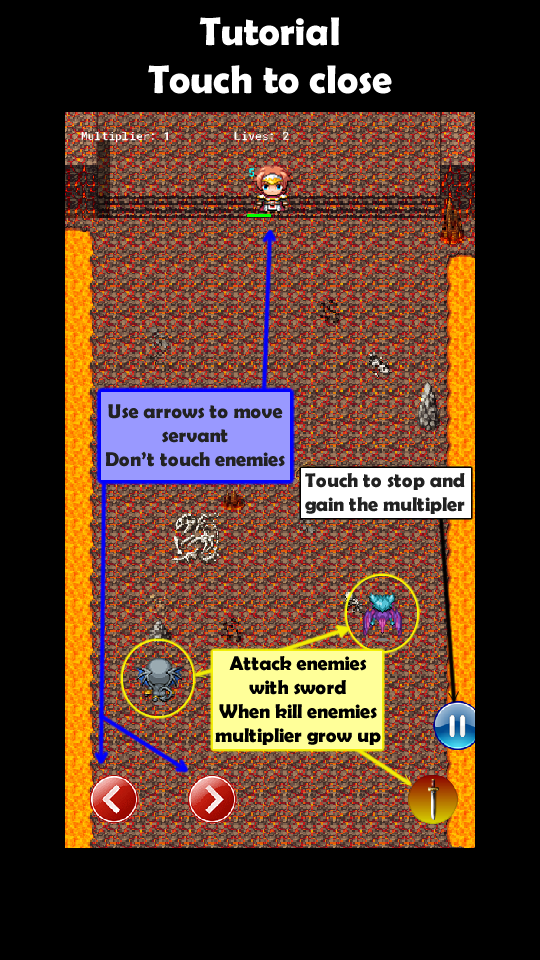 Tutorial
Touch to close
Multiplier: 1 Lives: 2
Use arrows to move
servant
Don't touch enemies
Touch to stop and
gain the multipler
Attack enemies
with sword
When kill enemies
multiplier grow up